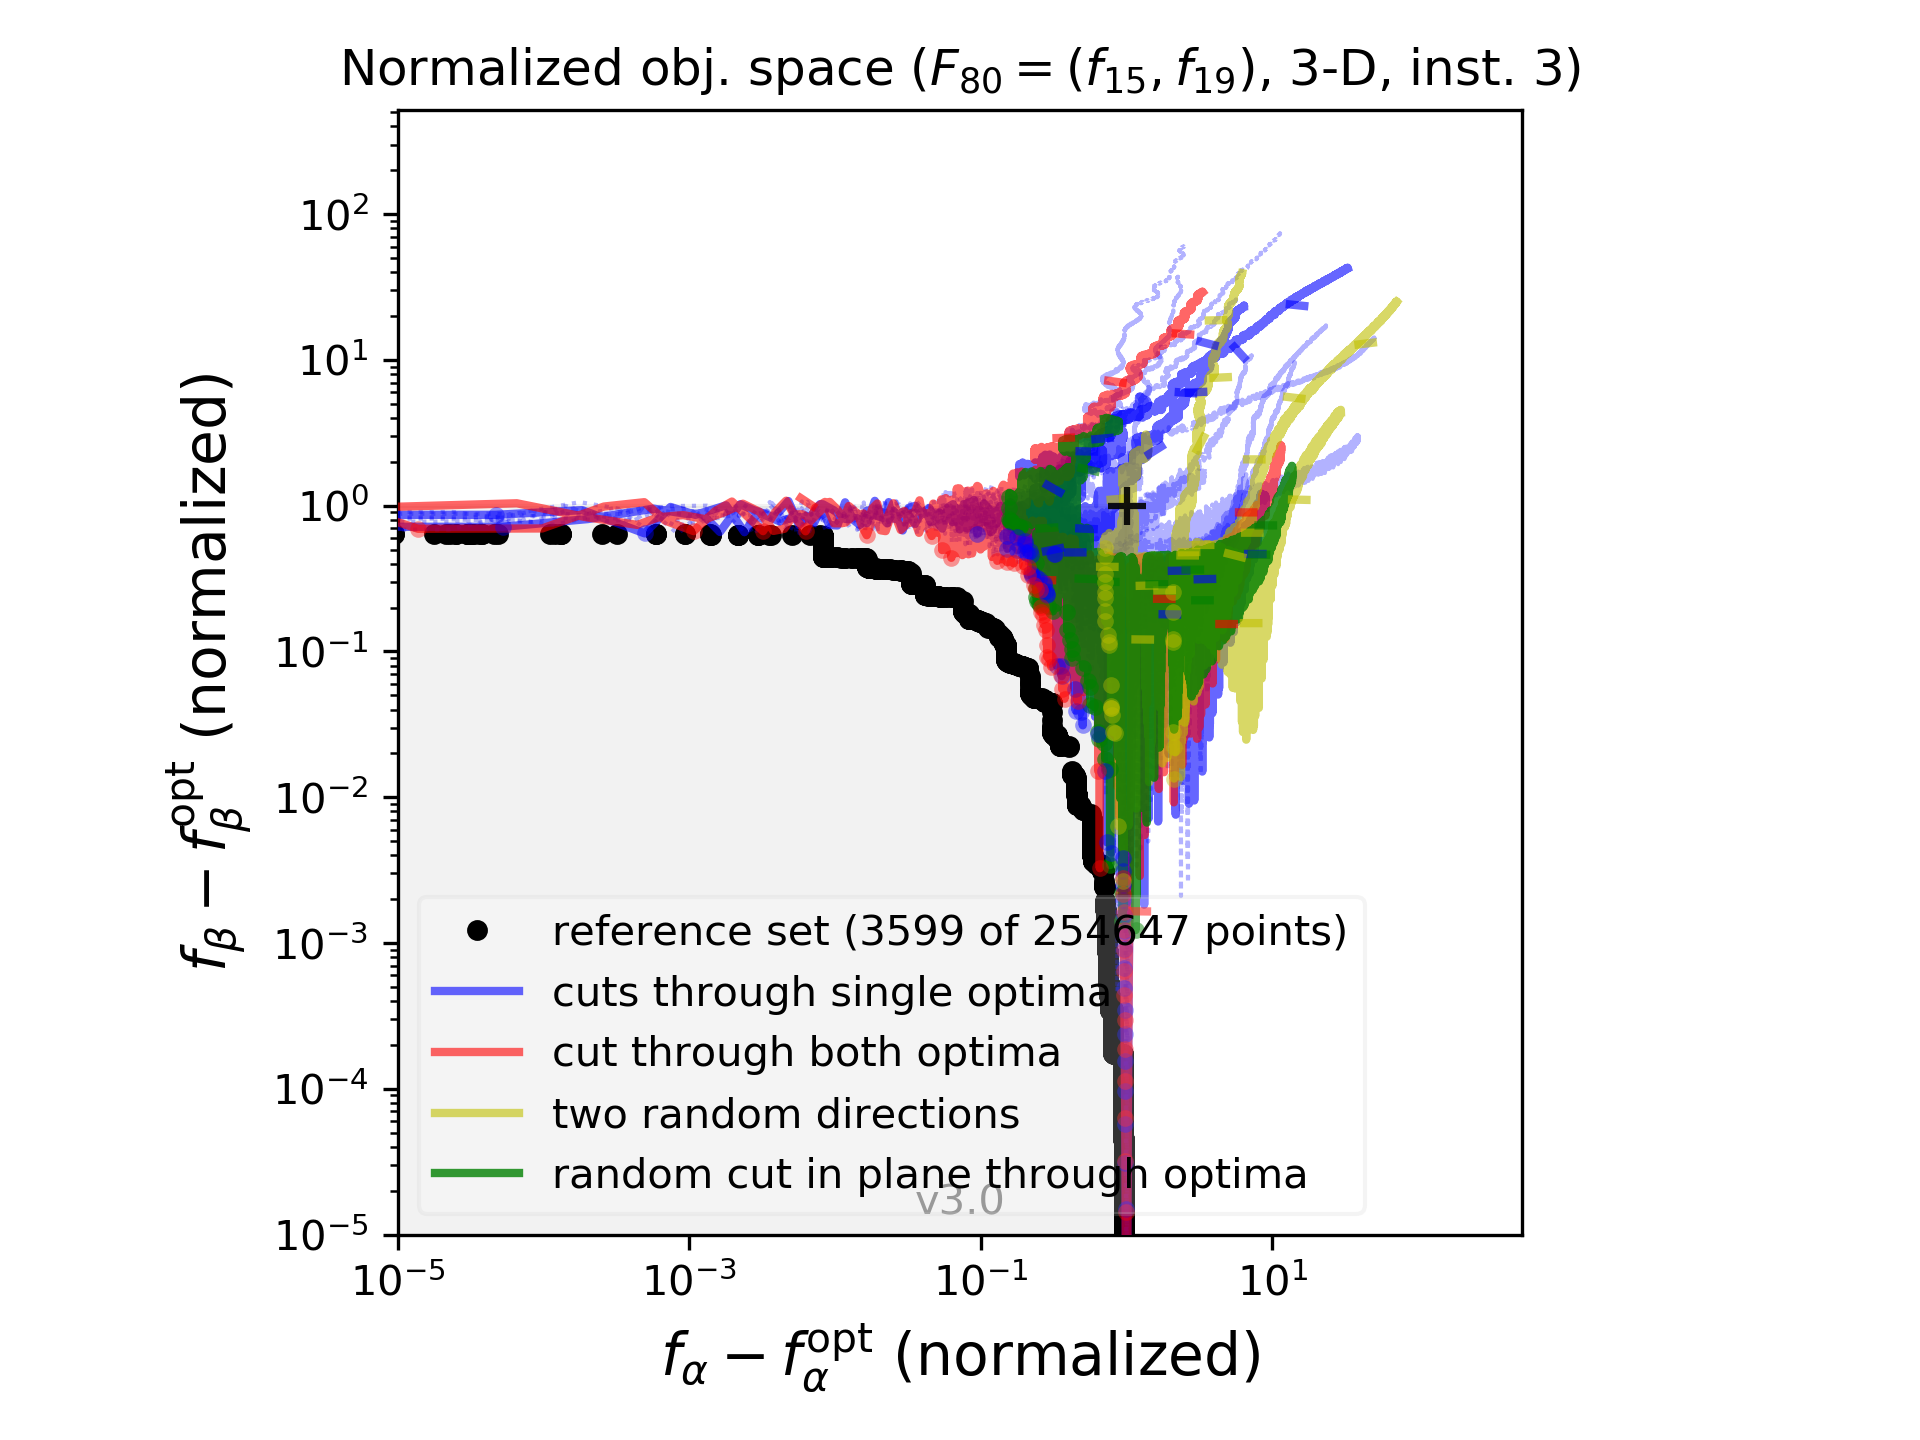 Normalized obj. space (F₈₀ = (f₁₅, f₁₉), 3-D, inst. 3)
10²
10¹
10⁰
10⁻¹
10⁻²
10⁻³
10⁻⁴
10⁻⁵
f_β − f_β^opt (normalized)
reference set (3599 of 254647 points)
cuts through single optima
cut through both optima
two random directions
random cut in plane through optima
v3.0
10⁻⁵ 10⁻³ 10⁻¹ 10¹
f_α − f_α^opt (normalized)